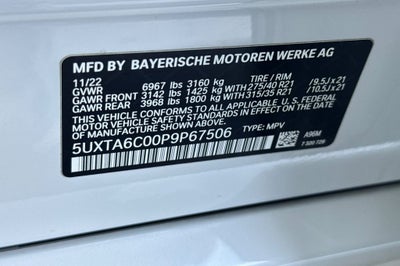 MFD BY BAYERISCHE MOTOREN WERKE AG
11/22 TIRE / RIM
GVWR 6967 lbs 3160 kg
GAWR FRONT 3142 lbs 1425 kg WITH 275/40 R21 / 9.5J x 21
GAWR REAR 3968 lbs 1800 kg WITH 315/35 R21 / 10.5J x 21
THIS VEHICLE CONFORMS TO ALL APPLICABLE U.S. FEDERAL MOTOR
VEHICLE SAFETY STANDARDS IN EFFECT ON THE DATE OF
MANUFACTURE SHOWN ABOVE.
5UXTA6C00P9P67506 TYPE: MPV A96M
MADE IN U.S.A.